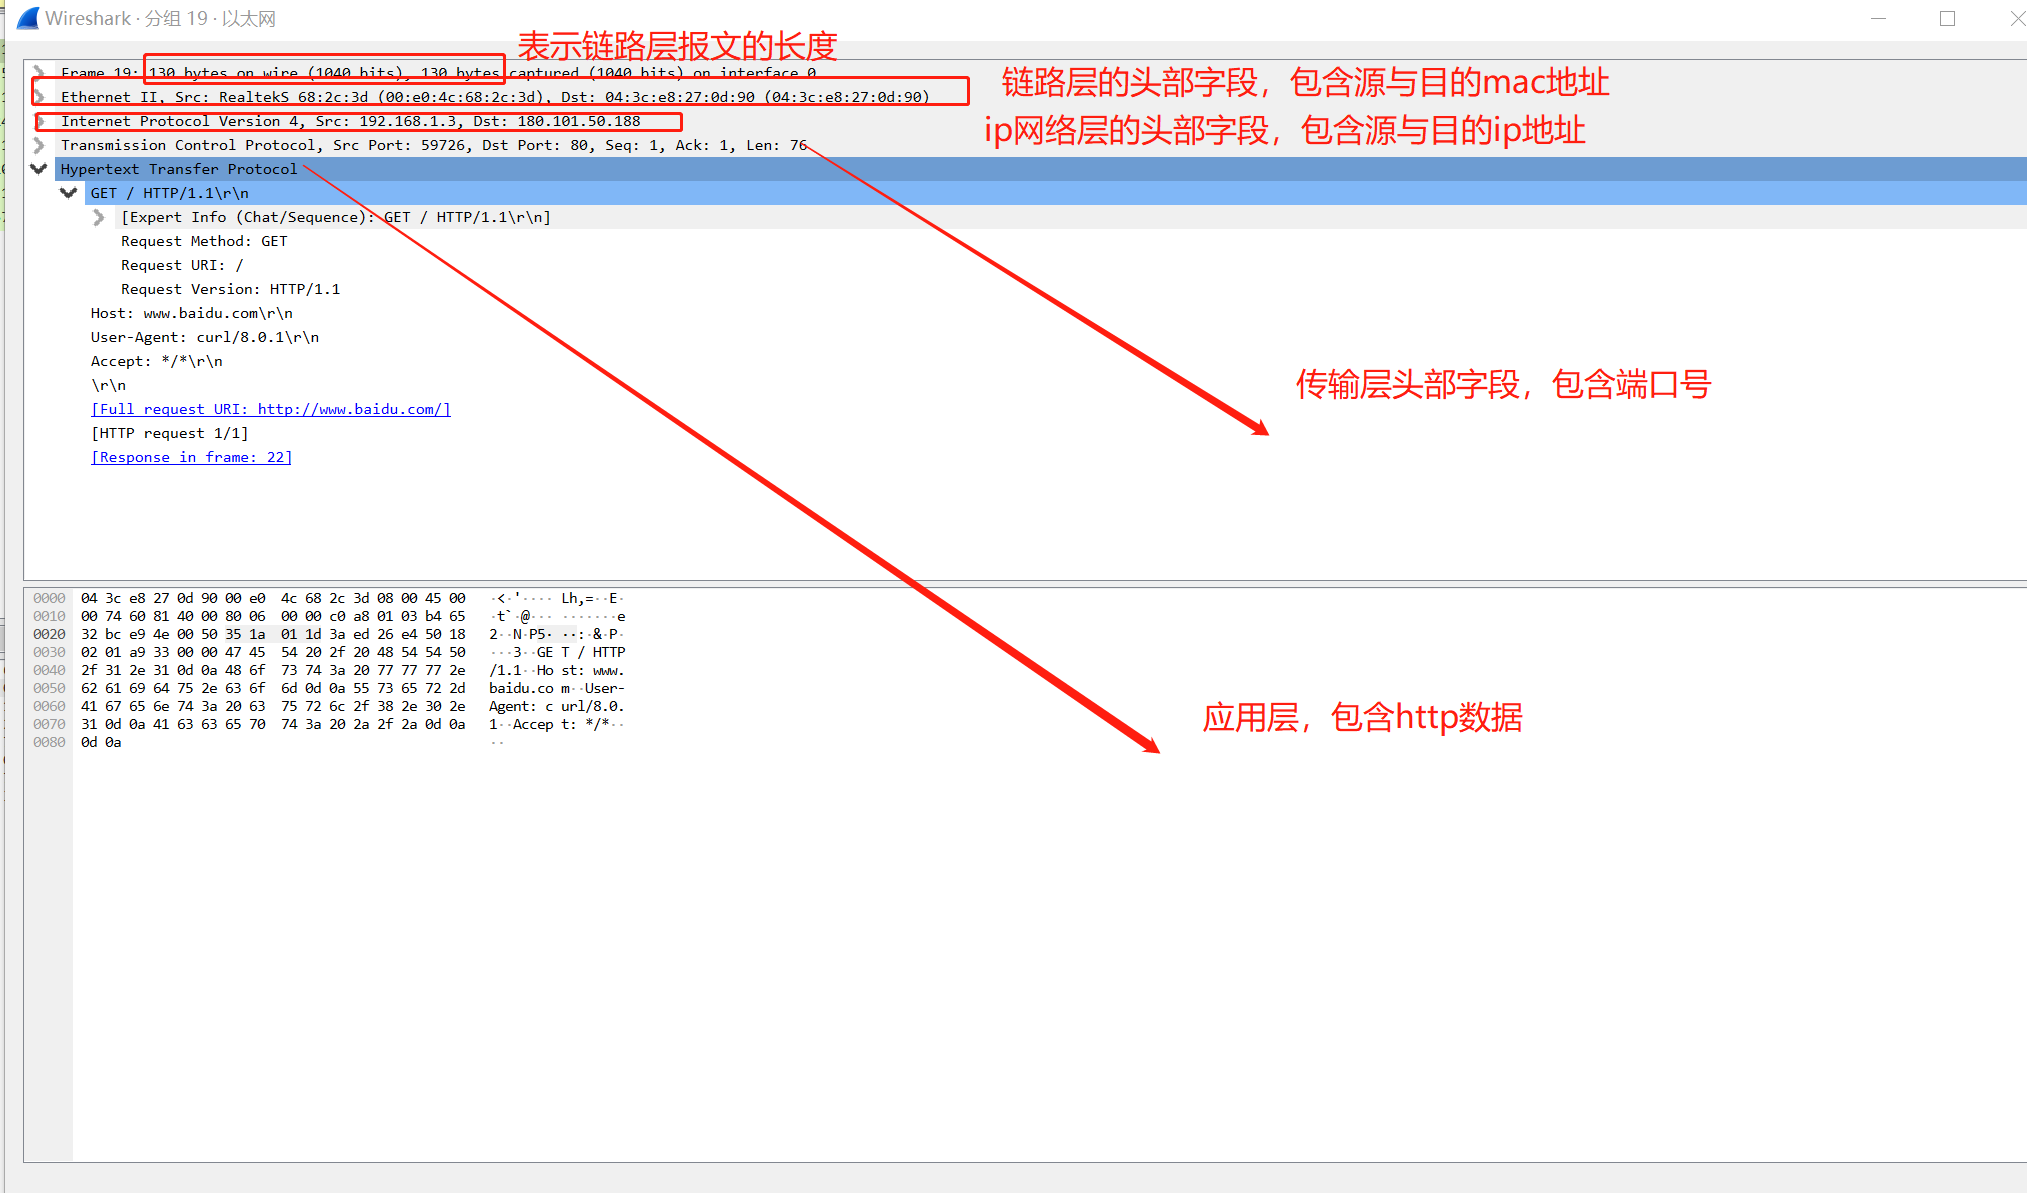 Wireshark · 分组 19 · 以太网
表示链路层报文的长度
Frame 19: 130 bytes on wire (1040 bits), 130 bytes captured (1040 bits) on interface 0
链路层的头部字段，包含源与目的mac地址
Ethernet II, Src: RealtekS 68:2c:3d (00:e0:4c:68:2c:3d), Dst: 04:3c:e8:27:0d:90 (04:3c:e8:27:0d:90)
Internet Protocol Version 4, Src: 192.168.1.3, Dst: 180.101.50.188
ip网络层的头部字段，包含源与目的ip地址
Transmission Control Protocol, Src Port: 59726, Dst Port: 80, Seq: 1, Ack: 1, Len: 76
Hypertext Transfer Protocol
GET / HTTP/1.1\r\n
[Expert Info (Chat/Sequence): GET / HTTP/1.1\r\n]
Request Method: GET
Request URI: /
Request Version: HTTP/1.1
Host: www.baidu.com\r\n
User-Agent: curl/8.0.1\r\n
Accept: */*\r\n
\r\n
[Full request URI: http://www.baidu.com/]
[HTTP request 1/1]
[Response in frame: 22]
传输层头部字段，包含端口号
0000 04 3c e8 27 0d 90 00 e0 4c 68 2c 3d 08 00 45 00 ·<·'···· Lh,=··E·
0010 00 74 60 81 40 00 80 06 00 00 c0 a8 01 03 b4 65 ·t`·@··· ·······e
0020 32 bc e9 4e 00 50 35 1a 01 1d 3a ed 26 e4 50 18 2··N·P5· ··:·&·P·
0030 02 01 a9 33 00 00 47 45 54 20 2f 20 48 54 54 50 ···3··GE T / HTTP
0040 2f 31 2e 31 0d 0a 48 6f 73 74 3a 20 77 77 77 2e /1.1··Ho st: www.
0050 62 61 69 64 75 2e 63 6f 6d 0d 0a 55 73 65 72 2d baidu.co m··User-
0060 41 67 65 6e 74 3a 20 63 75 72 6c 2f 38 2e 30 2e Agent: c url/8.0.
0070 31 0d 0a 41 63 63 65 70 74 3a 20 2a 2f 2a 0d 0a 1··Accep t: */*··
0080 0d 0a ··
应用层，包含http数据